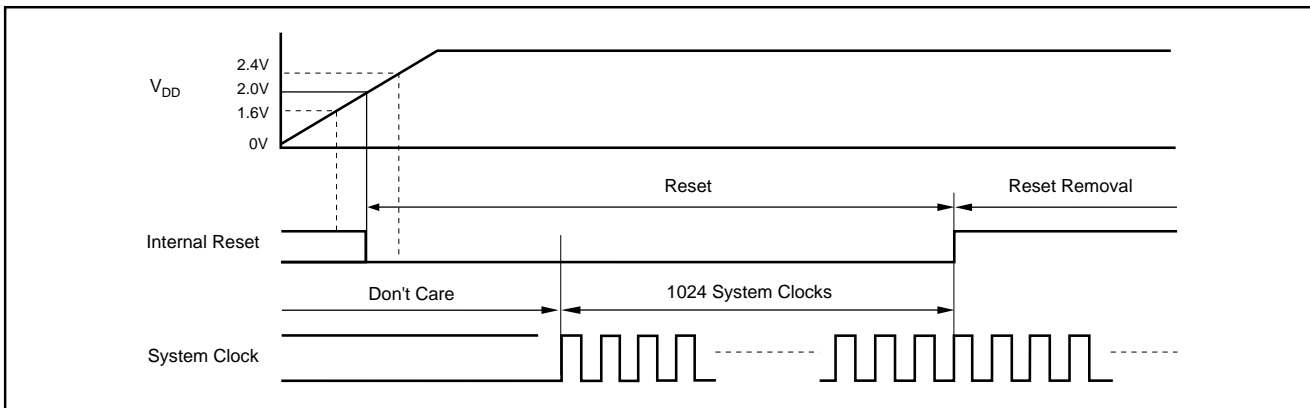 2.4V
V_DD
2.0V
1.6V
0V
Reset
Reset Removal
Internal Reset
Don't Care
1024 System Clocks
System Clock